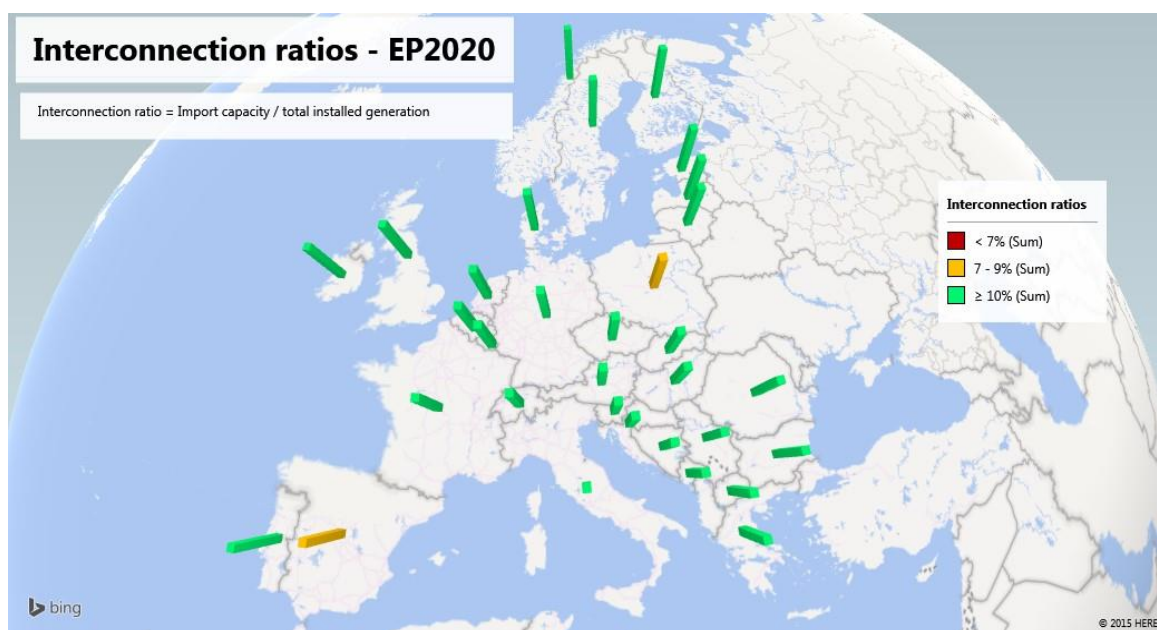 Interconnection ratios - EP2020
Interconnection ratio = Import capacity / total installed generation
Interconnection ratios
< 7% (Sum)
7 - 9% (Sum)
≥ 10% (Sum)
bing
© 2015 HERE